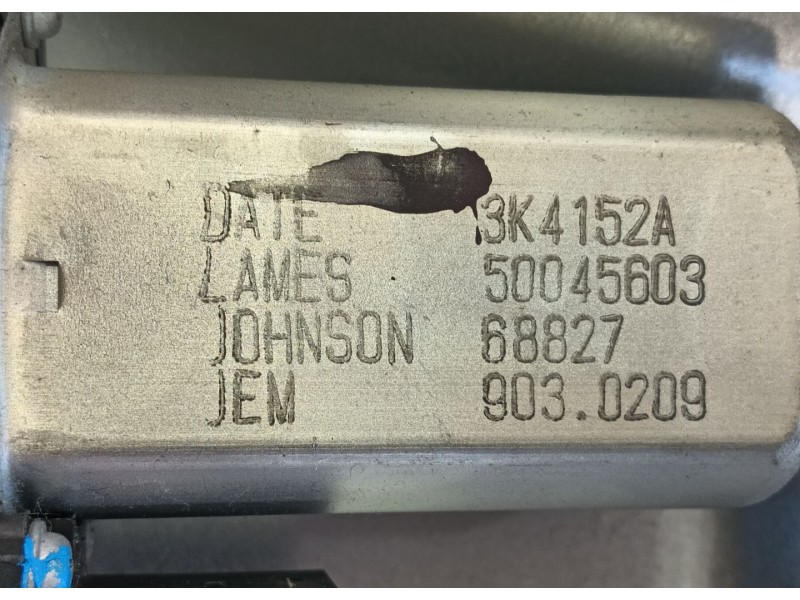 DATE 3K4152A
LAMES 50045603
JOHNSON 68827
JEM 903.0209